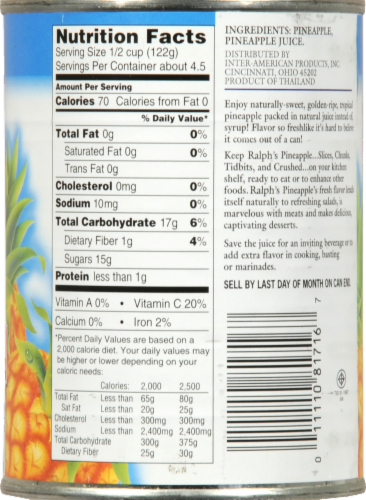 Nutrition Facts
Serving Size 1/2 cup (122g)
Servings Per Container about 4.5
Amount Per Serving
Calories 70 Calories from Fat 0
% Daily Value*
Total Fat 0g 0%
Saturated Fat 0g 0%
Trans Fat 0g
Cholesterol 0mg 0%
Sodium 10mg 0%
Total Carbohydrate 17g 6%
Dietary Fiber 1g 4%
Sugars 15g
Protein less than 1g
Vitamin A 0% • Vitamin C 20%
Calcium 0% • Iron 2%
*Percent Daily Values are based on a
2,000 calorie diet. Your daily values may
be higher or lower depending on your
caloric needs:
Calories: 2,000 2,500
Total Fat Less than 65g 80g
Sat Fat Less than 20g 25g
Cholesterol Less than 300mg 300mg
Sodium Less than 2,400mg 2,400mg
Total Carbohydrate 300g 375g
Dietary Fiber 25g 30g
INGREDIENTS: PINEAPPLE,
PINEAPPLE JUICE.
DISTRIBUTED BY
INTER-AMERICAN PRODUCTS, INC
CINCINNATI, OHIO 45202
PRODUCT OF THAILAND
Enjoy naturally-sweet, golden-ripe, tropical
pineapple packed in natural juice instead of
syrup! Flavor so freshlike it's hard to believe
it comes out of a can!
Keep Ralph's Pineapple...Slices, Chunks,
Tidbits, and Crushed...on your kitchen
shelf, ready to eat or to enhance other
foods. Ralph's Pineapple's fresh flavor lends
itself naturally to refreshing salads, is
marvelous with meats and makes delicious,
captivating desserts.
Save the juice for an inviting beverage or to
add extra flavor in cooking, basting
or marinades.
SELL BY LAST DAY OF MONTH ON CAN END.
0 11110 81716 7